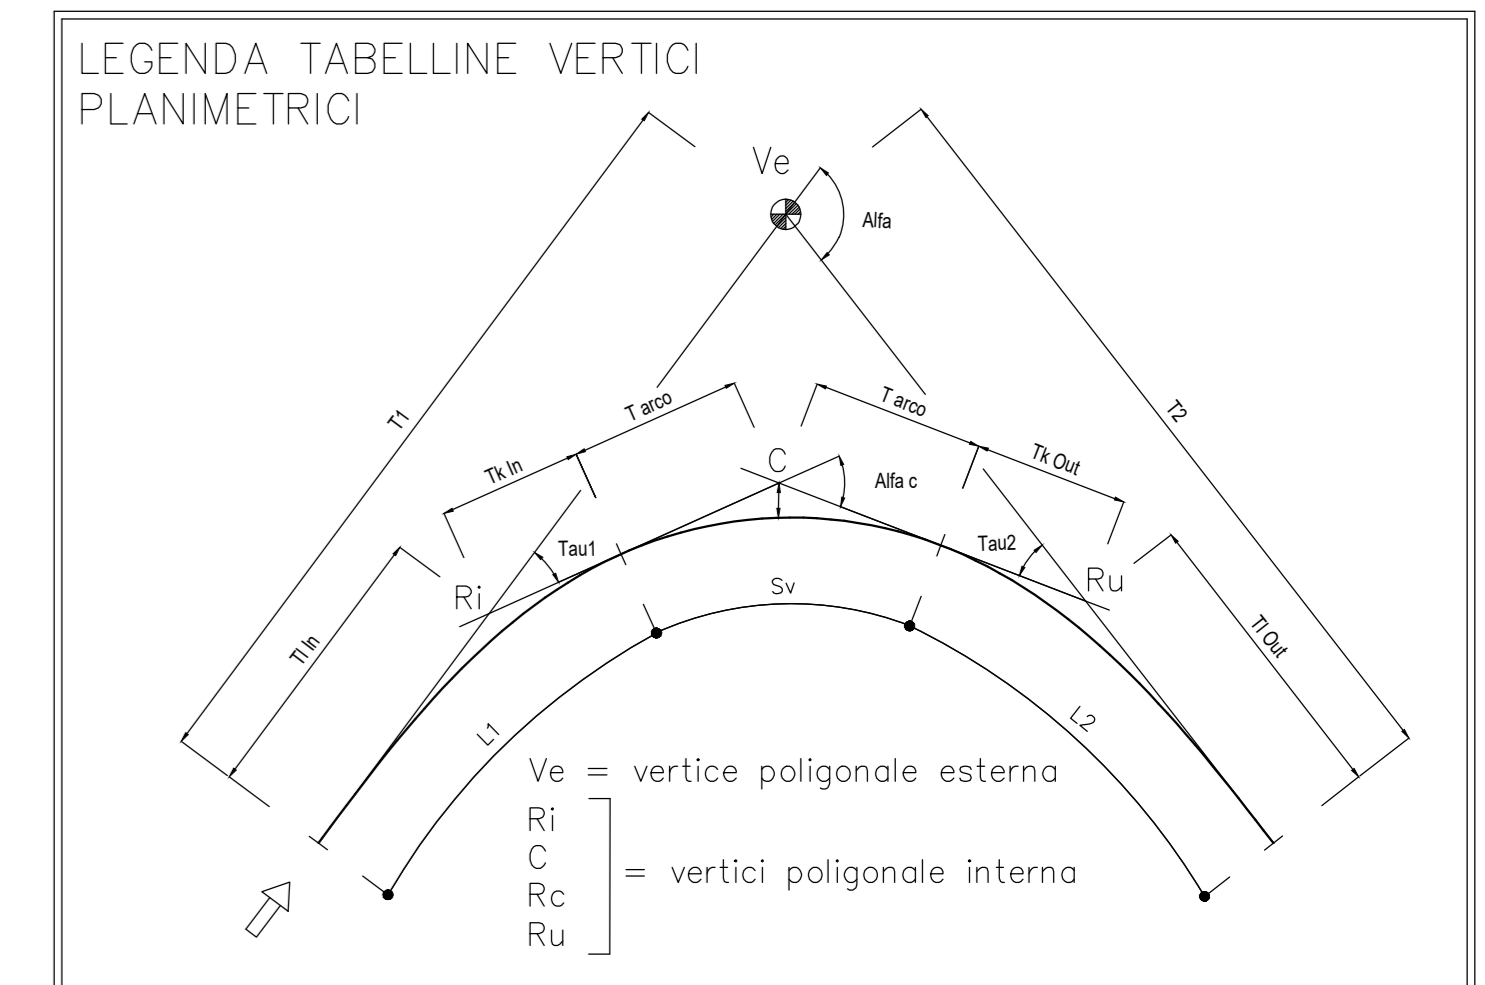 LEGENDA TABELLINE VERTICI
PLANIMETRICI
Ve
Alfa
T1
T2
T arco
T arco
Tk In
Tk Out
C
Alfa c
Tau1
Tau2
Ri
Ru
Sv
Tl In
Tl Out
L1
L2
Ve = vertice poligonale esterna
Ri
C
= vertici poligonale interna
Rc
Ru